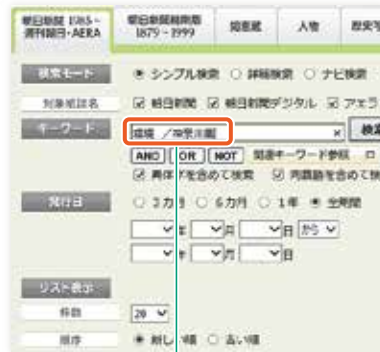 朝日新聞 1985～ 朝日新聞縮刷版 知恵蔵 人物 歴史
週刊朝日・AERA 1879～1999
検索モード シンプル検索 詳細検索 ナビ検索
対象紙誌名 朝日新聞 朝日新聞デジタル アエラ
キーワード /神奈川 × 検索
AND OR NOT 関連キーワード参照
異体字を含めて検索 同義語を含めて検索
発行日 3カ月 6カ月 1年 全期間
年 月 日 から
年 月 日
リスト表示
件数 20
順序 新しい順 古い順